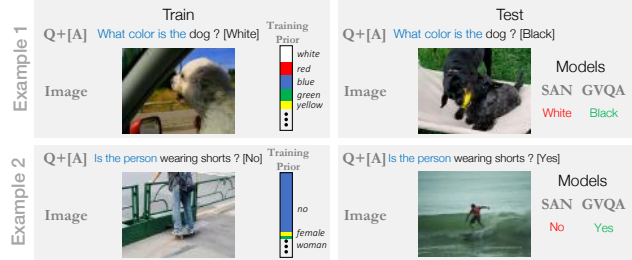 Train
Test
Example 1
Q+[A] What color is the dog ? [White]
Training
Prior
Image
white
red
blue
green
yellow
Q+[A] What color is the dog ? [Black]
Image
Models
SAN GVQA
White Black
Example 2
Q+[A] Is the person wearing shorts ? [No]
Training
Prior
Image
no
female
woman
Q+[A] Is the person wearing shorts ? [Yes]
Image
Models
SAN GVQA
No Yes